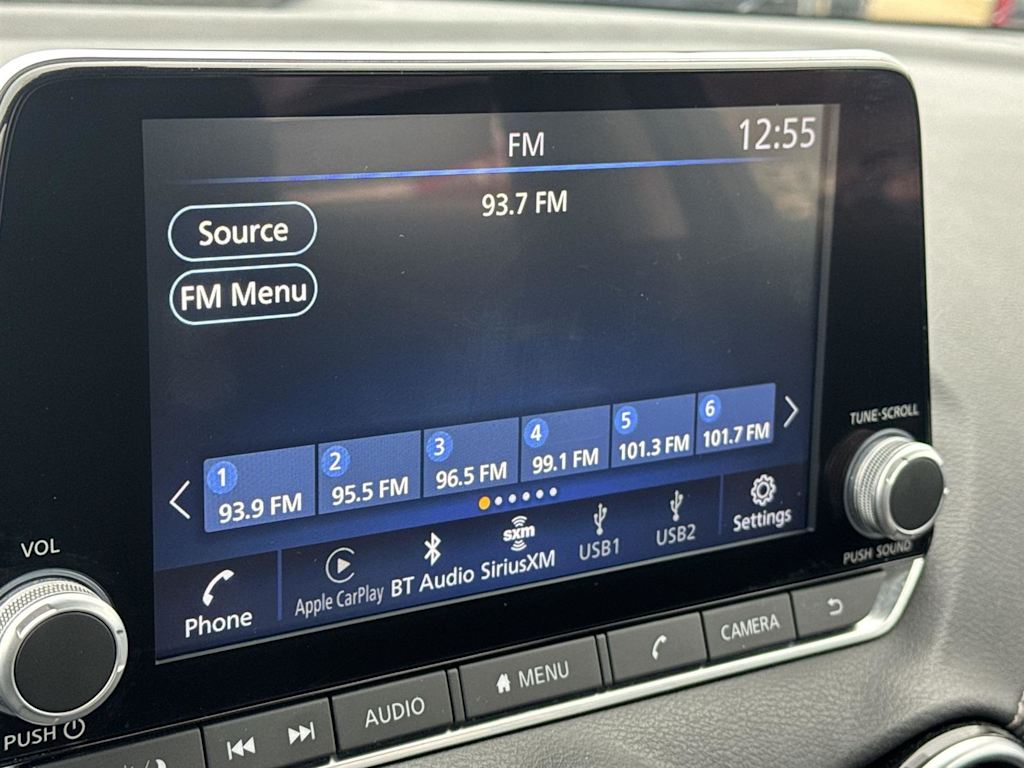 FM
12:55
93.7 FM
Source
FM Menu
1
93.9 FM
2
95.5 FM
3
96.5 FM
4
99.1 FM
5
101.3 FM
6
101.7 FM
Phone
Apple CarPlay
BT Audio
sxm
SiriusXM
USB1
USB2
Settings
VOL
PUSH
TUNE·SCROLL
PUSH SOUND
AUDIO
MENU
CAMERA